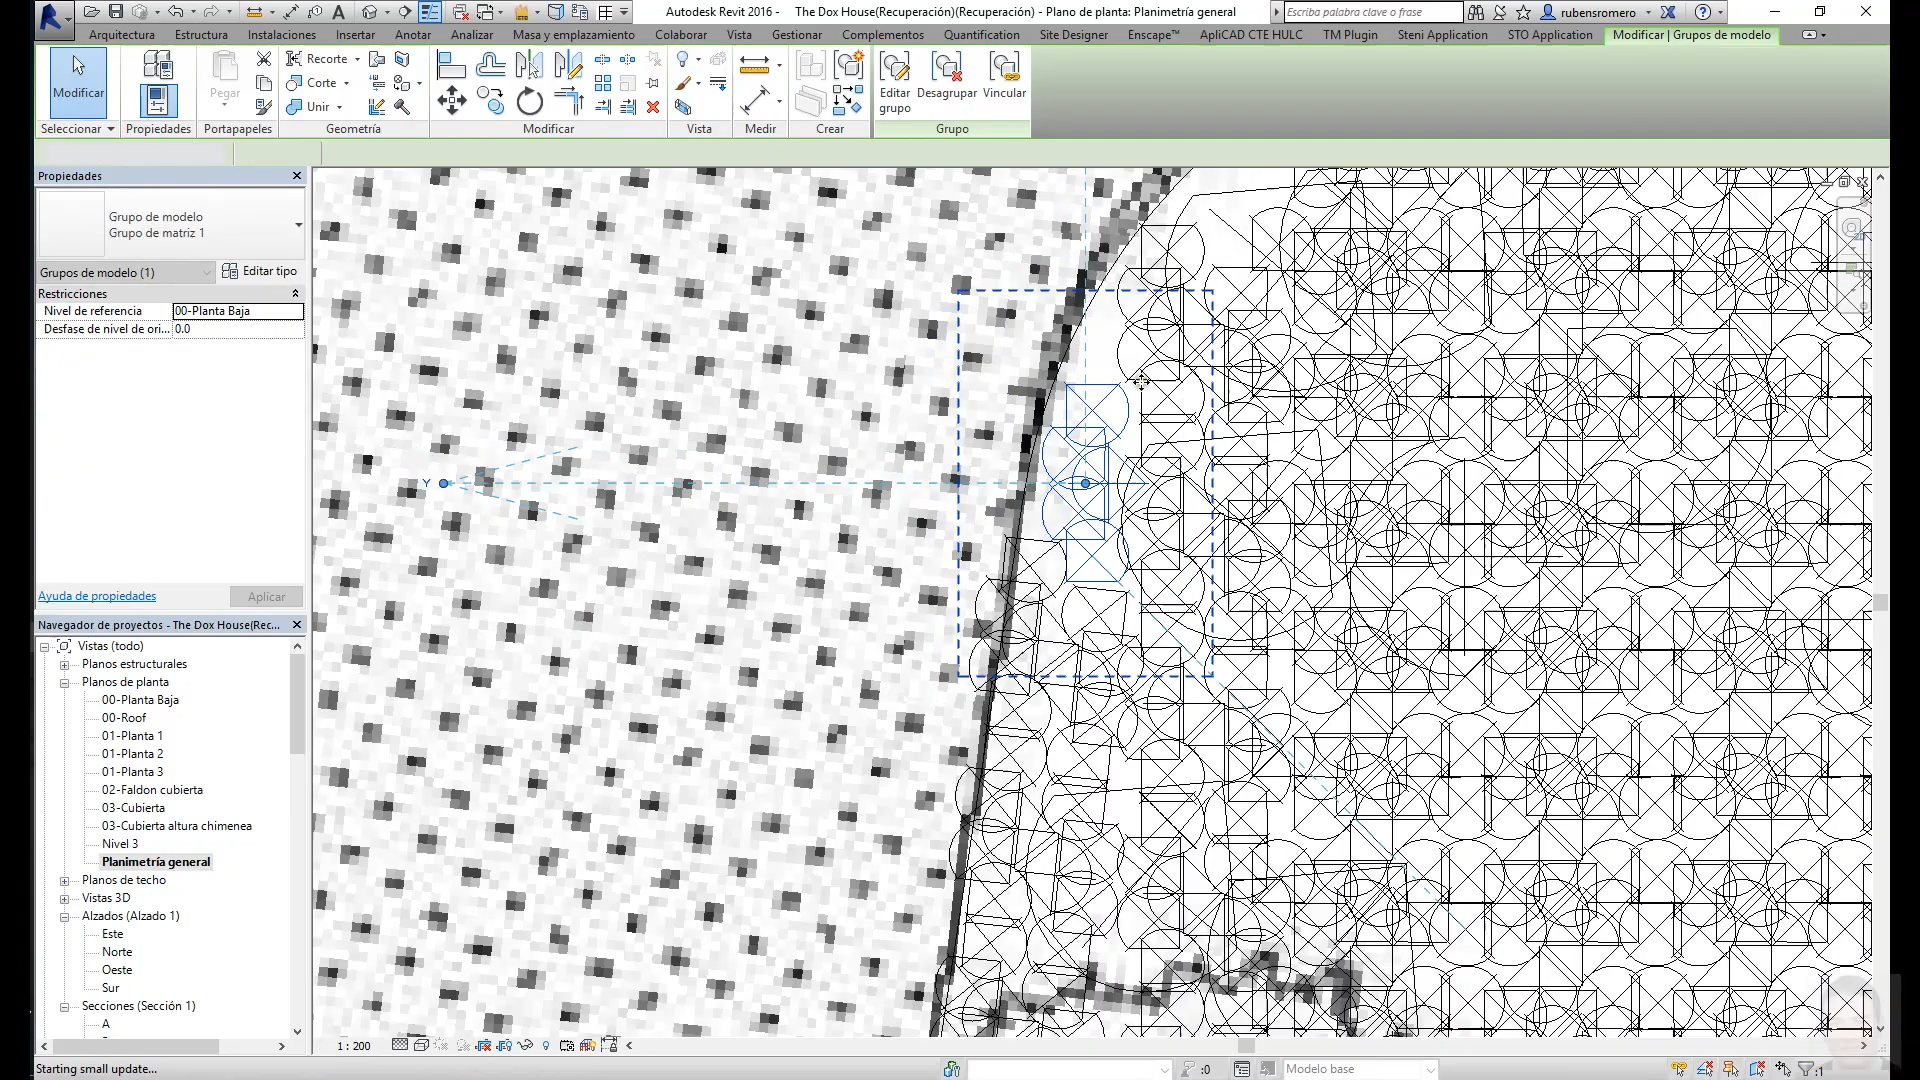 Autodesk Revit 2016 -
The Dox House(Recuperación)(Recuperación) - Plano de planta: Planimetría general
Escriba palabra clave o frase
rubensromero
Arquitectura
Estructura
Instalaciones
Insertar
Anotar
Analizar
Masa y emplazamiento
Colaborar
Vista
Gestionar
Complementos
Quantification
Site Designer
Enscape™
ApliCAD CTE HULC
TM Plugin
Steni Application
STO Application
Modificar | Grupos de modelo
Modificar
Pegar
Recorte
Corte
Unir
Editar
grupo
Desagrupar
Vincular
Seleccionar
Propiedades
Portapapeles
Geometría
Modificar
Vista
Medir
Crear
Grupo
Propiedades
Grupo de modelo
Grupo de matriz 1
Grupos de modelo (1)
Editar tipo
Restricciones
Nivel de referencia
00-Planta Baja
Desfase de nivel de ori...
0.0
Ayuda de propiedades
Aplicar
Navegador de proyectos - The Dox House(Rec...
Vistas (todo)
Planos estructurales
Planos de planta
00-Planta Baja
00-Roof
01-Planta 1
01-Planta 2
01-Planta 3
02-Faldon cubierta
03-Cubierta
03-Cubierta altura chimenea
Nivel 3
Planimetría general
Planos de techo
Vistas 3D
Alzados (Alzado 1)
Este
Norte
Oeste
Sur
Secciones (Sección 1)
A
Y
1 : 200
Starting small update...
:0
Modelo base
:1